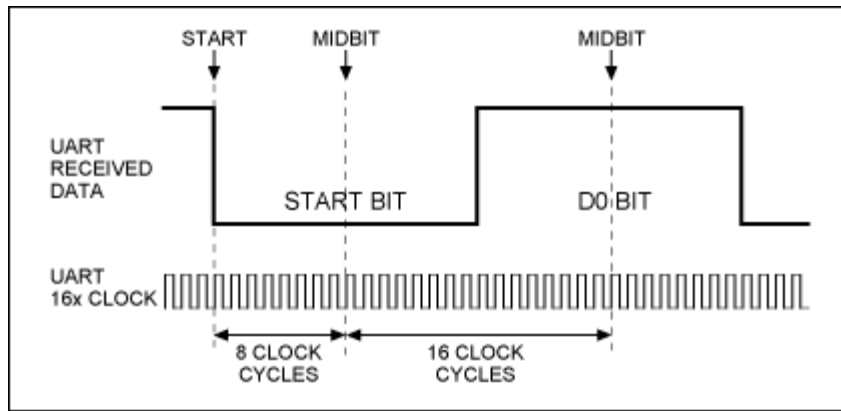 START
MIDBIT
MIDBIT
UART
RECEIVED
DATA
START BIT
D0 BIT
UART
16x CLOCK
8 CLOCK
CYCLES
16 CLOCK
CYCLES